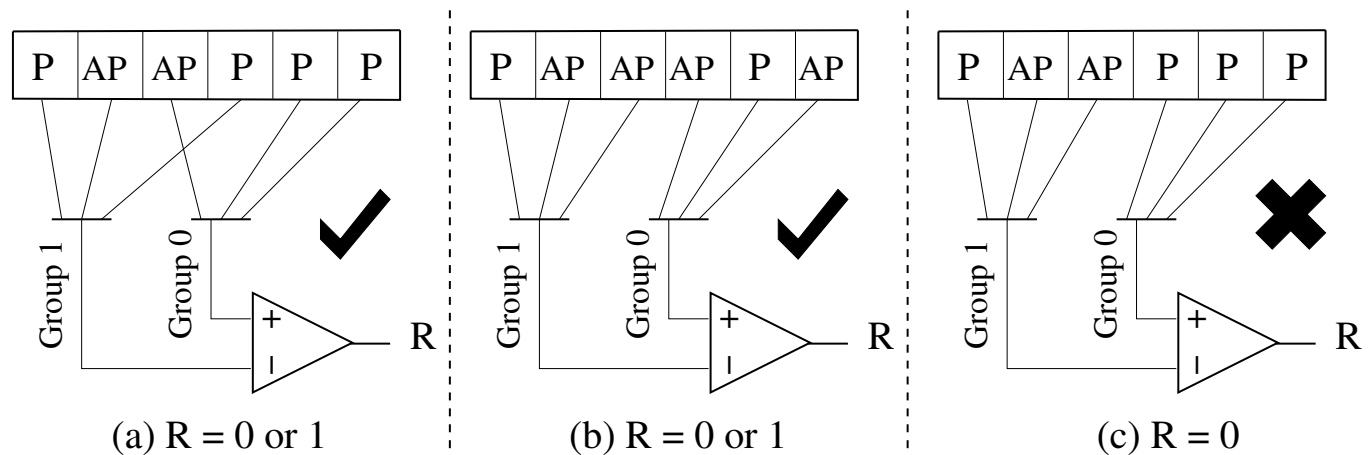 P AP AP P P P
Group 1
Group 0
+
−
R
(a) R = 0 or 1
P AP AP AP P AP
Group 1
Group 0
+
−
R
(b) R = 0 or 1
P AP AP P P P
Group 1
Group 0
+
−
R
(c) R = 0